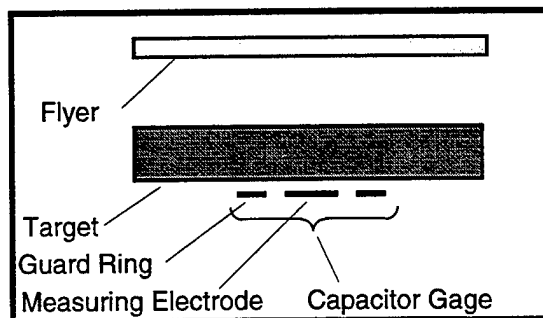 Flyer
Target
Guard Ring
Measuring Electrode
Capacitor Gage